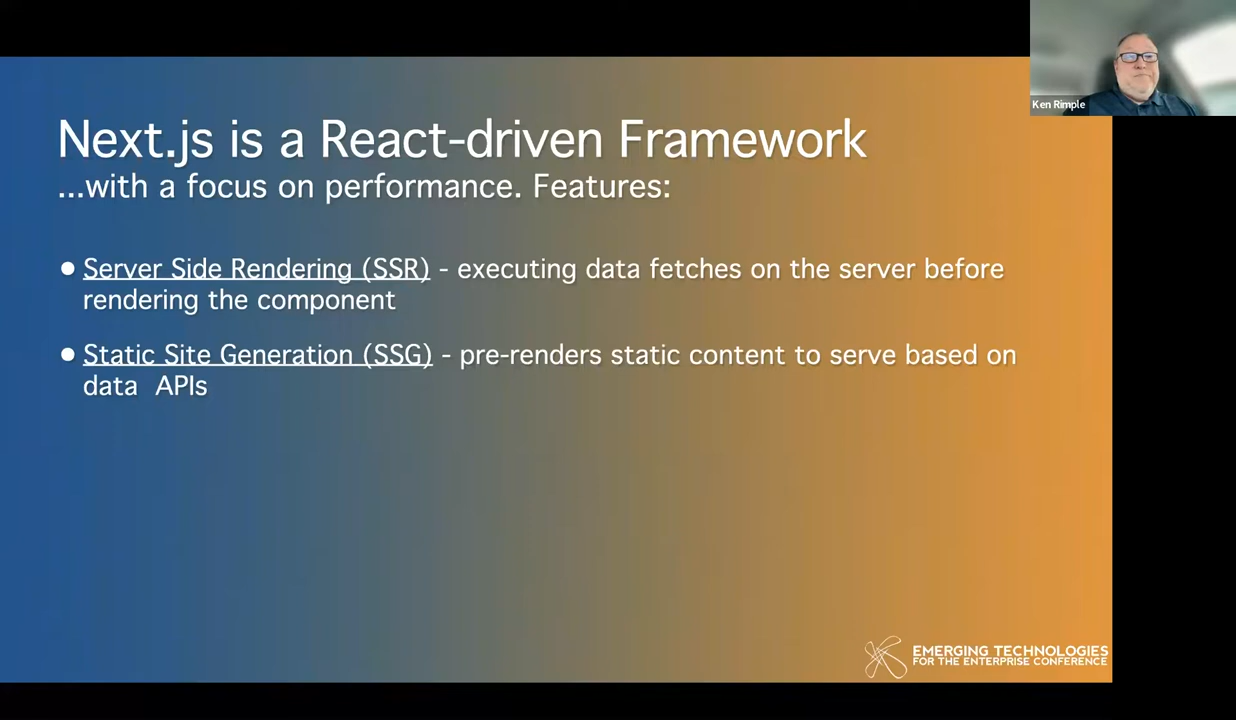 Next.js is a React-driven Framework
...with a focus on performance. Features:
● Server Side Rendering (SSR) - executing data fetches on the server before
rendering the component
● Static Site Generation (SSG) - pre-renders static content to serve based on
data  APIs
Ken Rimple
EMERGING TECHNOLOGIES
FOR THE ENTERPRISE CONFERENCE